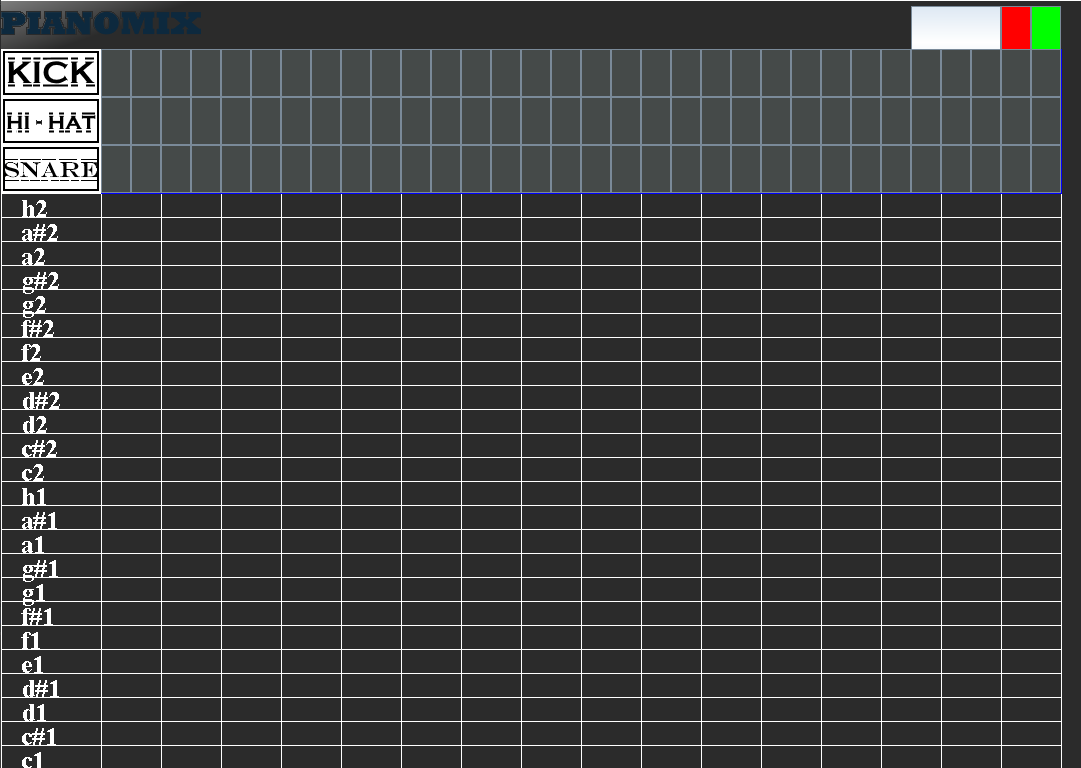 PIANOMIX
KICK
HI - HAT
SNARE
h2
a#2
a2
g#2
g2
f#2
f2
e2
d#2
d2
c#2
c2
h1
a#1
a1
g#1
g1
f#1
f1
e1
d#1
d1
c#1
c1